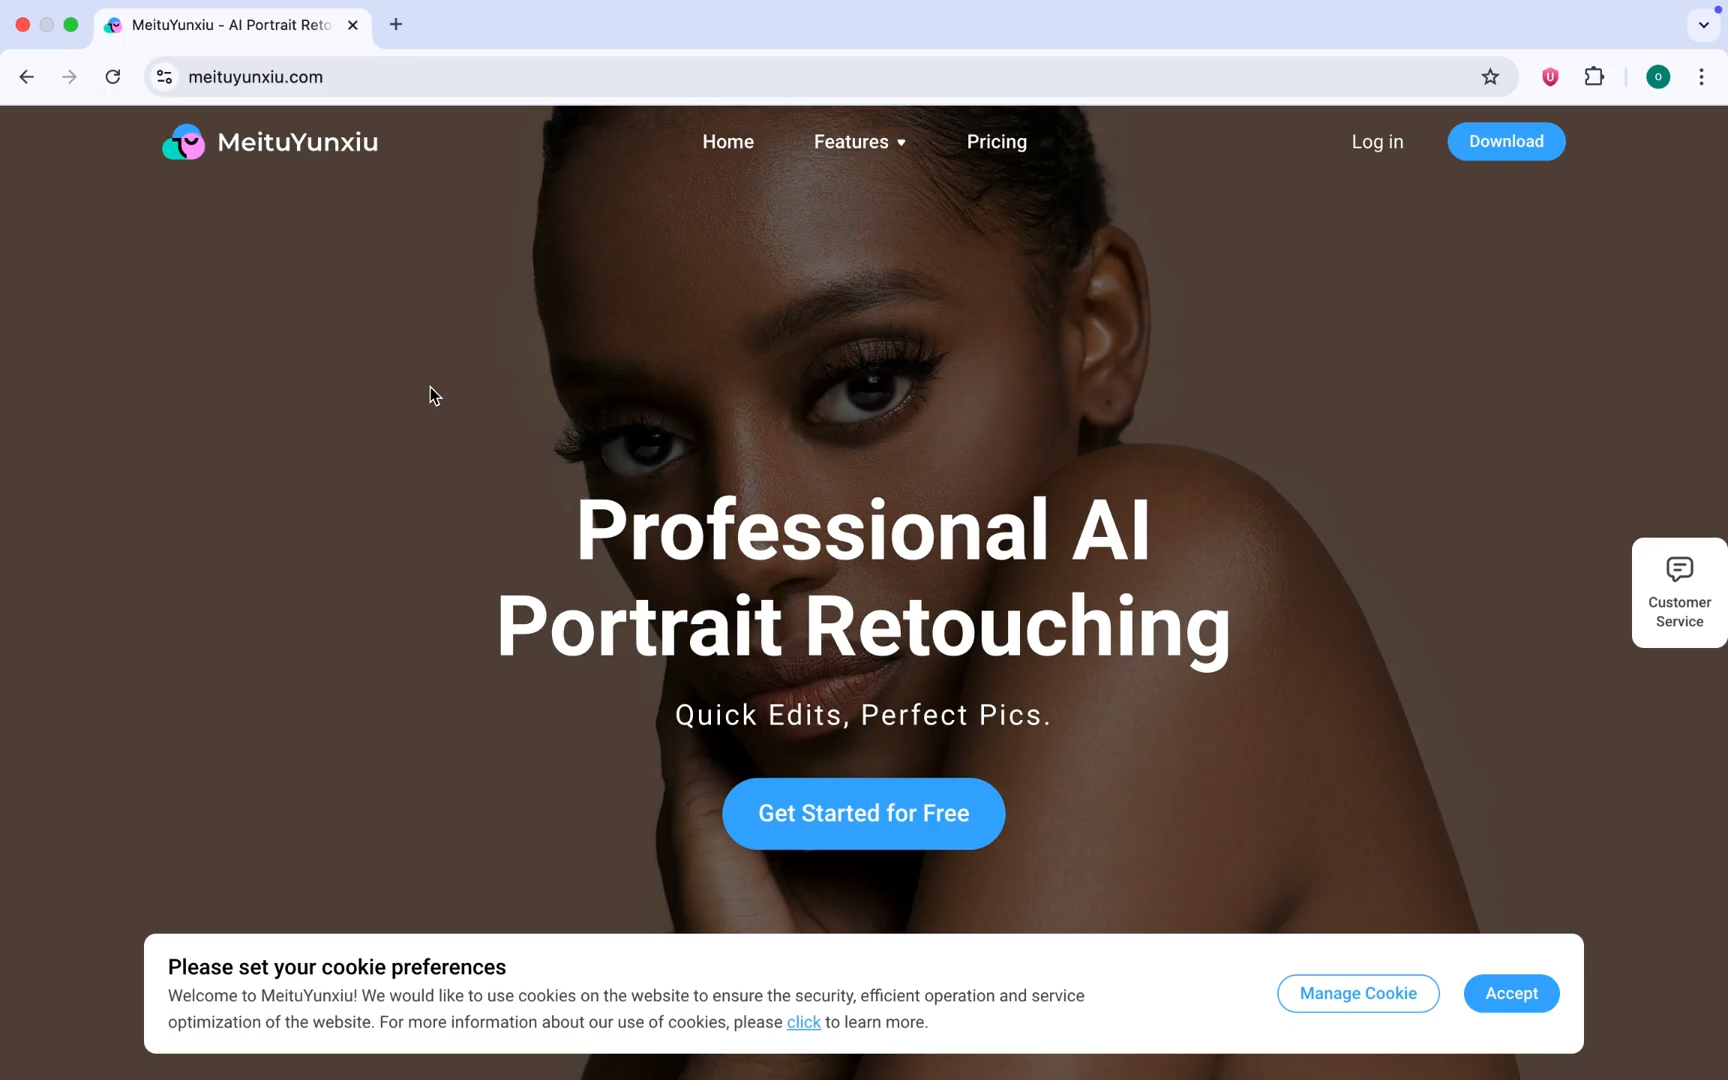 MeituYunxiu - AI Portrait Reto
meituyunxiu.com
MeituYunxiu
Home
Features
Pricing
Log in
Download
Professional AI
Portrait Retouching
Quick Edits, Perfect Pics.
Get Started for Free
Customer
Service
Please set your cookie preferences
Welcome to MeituYunxiu! We would like to use cookies on the website to ensure the security, efficient operation and service
optimization of the website. For more information about our use of cookies, please click to learn more.
Manage Cookie
Accept